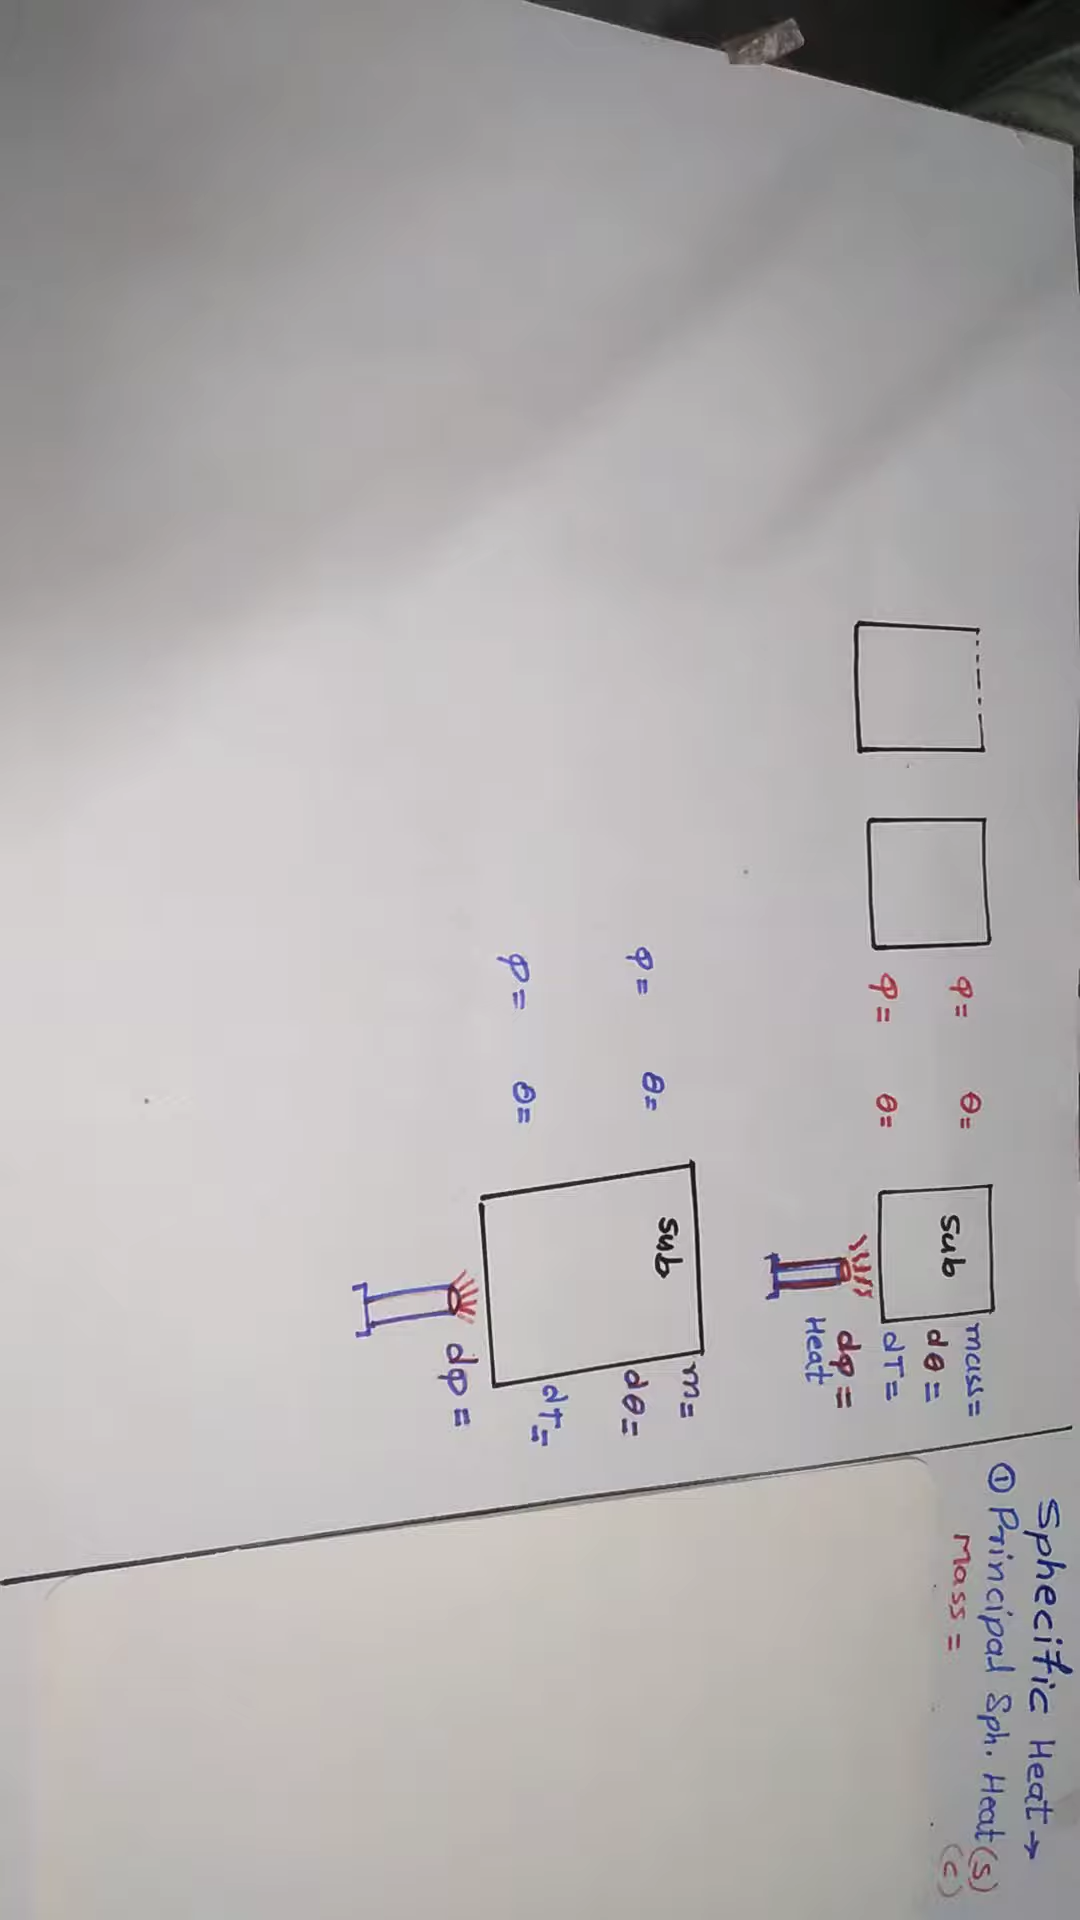 φ= θ=
φ= θ=
Sub
mass=
dθ =
dT =
dφ =
Heat
φ= θ=
φ= θ=
Sub
m=
dθ=
dT=
dφ =
Sphecific Heat →
① Principal Sph. Heat (s)
Mass = (c)